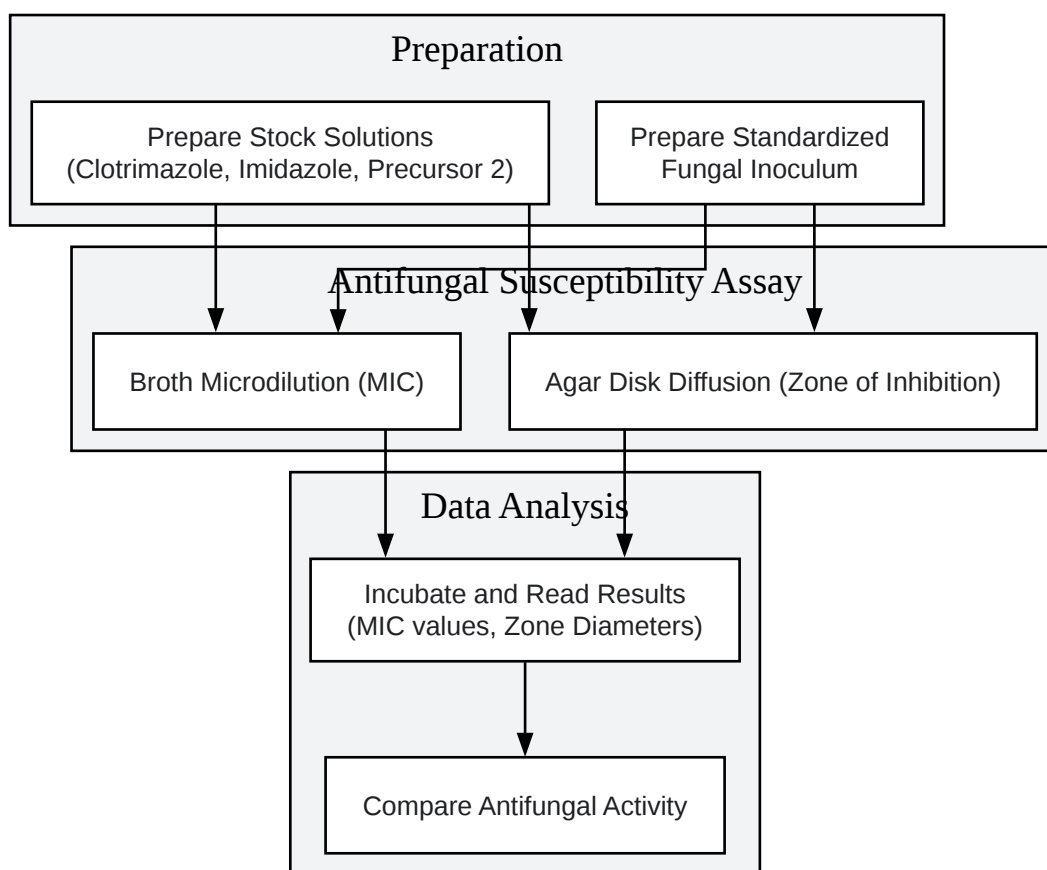 Preparation
Prepare Stock Solutions
(Clotrimazole, Imidazole, Precursor 2)
Prepare Standardized
Fungal Inoculum
Antifungal Susceptibility Assay
Broth Microdilution (MIC)
Agar Disk Diffusion (Zone of Inhibition)
Data Analysis
Incubate and Read Results
(MIC values, Zone Diameters)
Compare Antifungal Activity